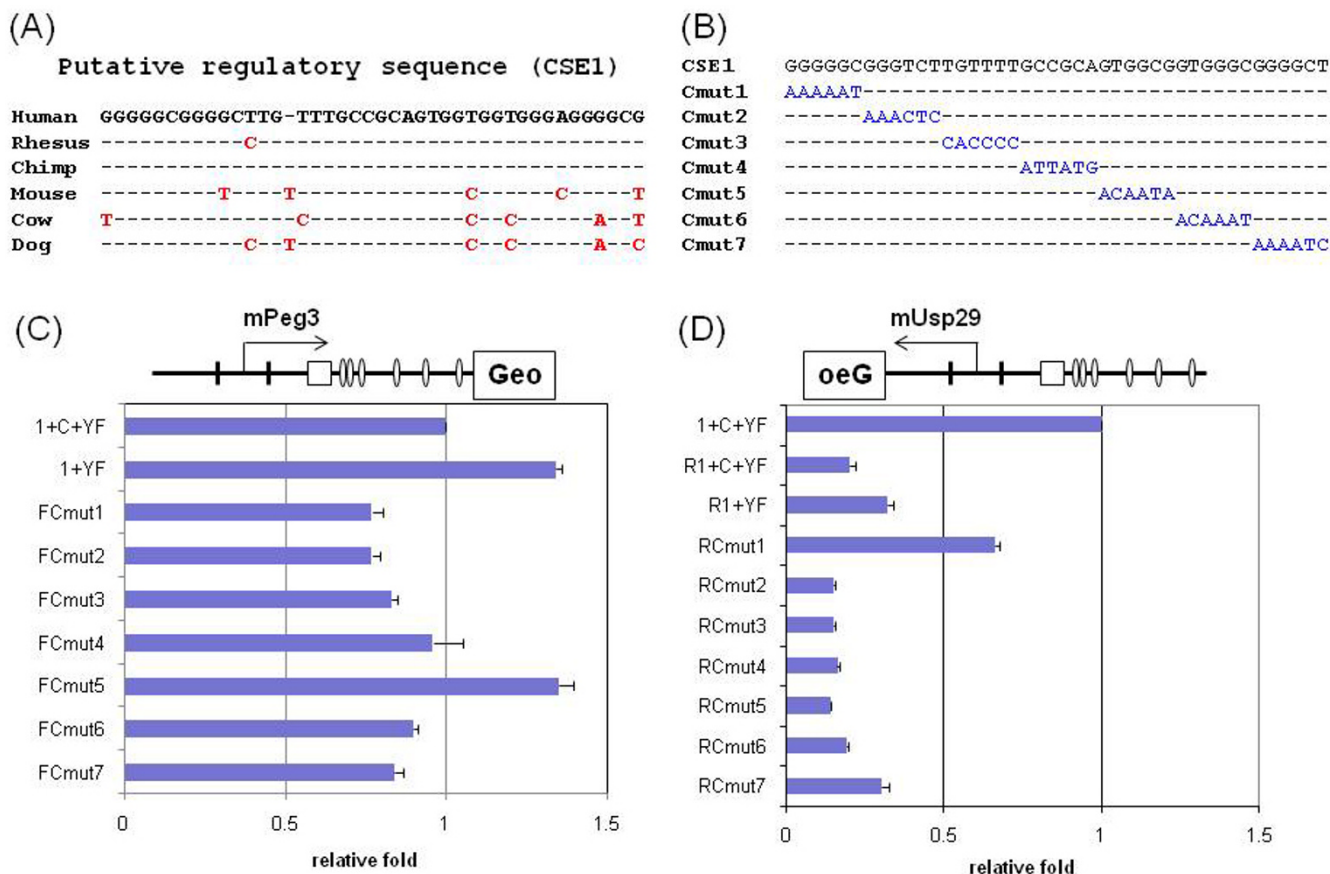 (A)
Putative regulatory sequence (CSE1)
Human GGGGGCGGGGCTTG-TTTGCCGCAGTGGTGGTGGGAGGGGCG
Rhesus -----------C------------------------------
Chimp ------------------------------------------
Mouse ---------T----T-------------C------C-----T
Cow T--------------C------------C--C------A--T
Dog -----------C--T-------------C--C------A--C
(B)
CSE1 GGGGGCGGGTCTTGTTTTGCCGCAGTGGCGGTGGGCGGGGCT
Cmut1 AAAAAT------------------------------------
Cmut2 ------AAACTC------------------------------
Cmut3 ------------CACCCC------------------------
Cmut4 ------------------ATTATG------------------
Cmut5 ------------------------ACAATA------------
Cmut6 ------------------------------ACAAAT------
Cmut7 ------------------------------------AAAATC
(C)
mPeg3
Geo
1+C+YF
1+YF
FCmut1
FCmut2
FCmut3
FCmut4
FCmut5
FCmut6
FCmut7
0 0.5 1 1.5
relative fold
(D)
mUsp29
oeG
1+C+YF
R1+C+YF
R1+YF
RCmut1
RCmut2
RCmut3
RCmut4
RCmut5
RCmut6
RCmut7
0 0.5 1 1.5
relative fold